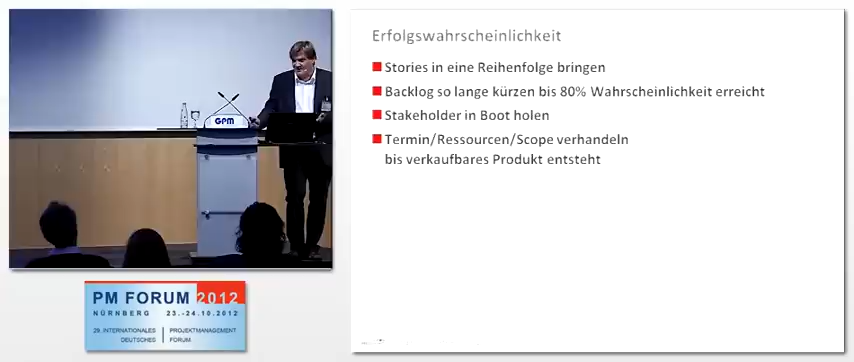 Erfolgswahrscheinlichkeit
Stories in eine Reihenfolge bringen
Backlog so lange kürzen bis 80% Wahrscheinlichkeit erreicht
Stakeholder in Boot holen
Termin/Ressourcen/Scope verhandeln
bis verkaufbares Produkt entsteht
GPM
PM FORUM 2012
NÜRNBERG 23.-24.10.2012
29. INTERNATIONALES PROJEKTMANAGEMENT
DEUTSCHES FORUM